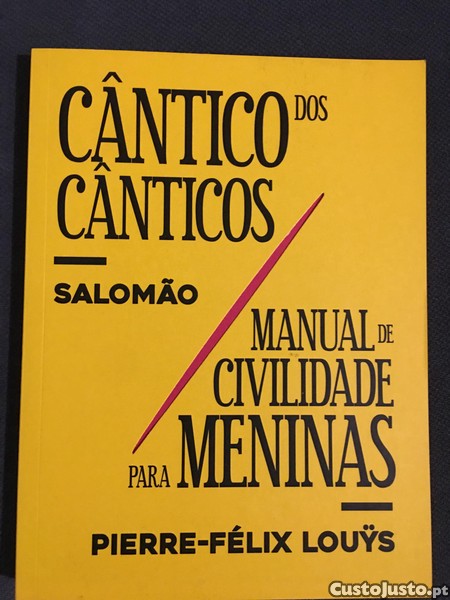 CÂNTICO DOS
CÂNTICOS
SALOMÃO
MANUAL DE
CIVILIDADE
PARA MENINAS
PIERRE-FÉLIX LOUŸS
CustoJusto.pt